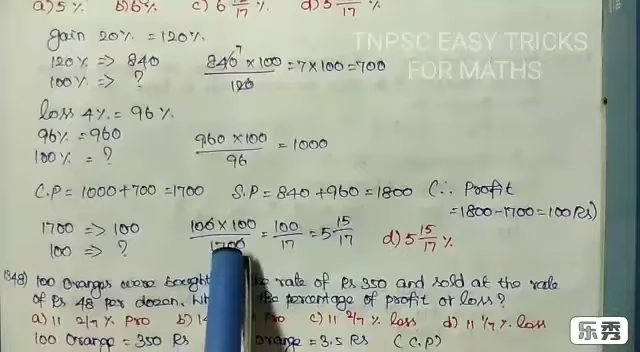 a) 5% b) 6% c) 6 15/17 % d) 5 /17 %
gain 20% = 120%
120% => 840 840 7 × 100 / 120 = 7 × 100 = 700
100% => ?
TNPSC EASY TRICKS
FOR MATHS
loss 4% = 96%
96% = 960 960 × 100 / 96 = 1000
100% = ?
C.P = 1000 + 700 = 1700 S.P = 840 + 960 = 1800 (∴ Profit
= 1800 - 1700 = 100 Rs)
1700 => 100 100 × 100 / 1700 = 100/17 = 5 15/17 d) 5 15/17 %
100 => ?
348) 100 Oranges were bought rate of Rs 350 and sold at the rate
of Rs 48 per dozen. percentage of profit or loss?
a) 11 2/7 % Pro b) Pro c) 11 2/7 % loss d) 11 1/7 % loss
100 Orange = 350 Rs Orange = 3.5 Rs (C.P)
乐秀